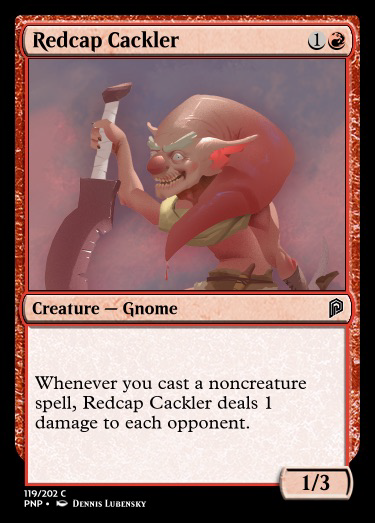 Redcap Cackler 1
Creature — Gnome
Whenever you cast a noncreature
spell, Redcap Cackler deals 1
damage to each opponent.
1/3
119/202 C
PNP • Dennis Lubensky